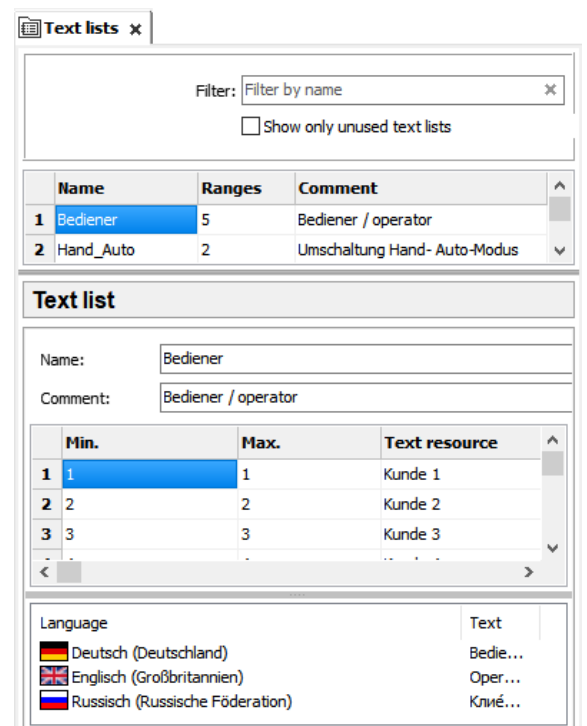 Text lists
Filter: Filter by name
Show only unused text lists
Name Ranges Comment
1 Bediener 5 Bediener / operator
2 Hand_Auto 2 Umschaltung Hand- Auto-Modus
Text list
Name: Bediener
Comment: Bediener / operator
Min. Max. Text resource
1 1 1 Kunde 1
2 2 2 Kunde 2
3 3 3 Kunde 3
Language Text
Deutsch (Deutschland) Bedie...
Englisch (Großbritannien) Oper...
Russisch (Russische Föderation) Клиé...